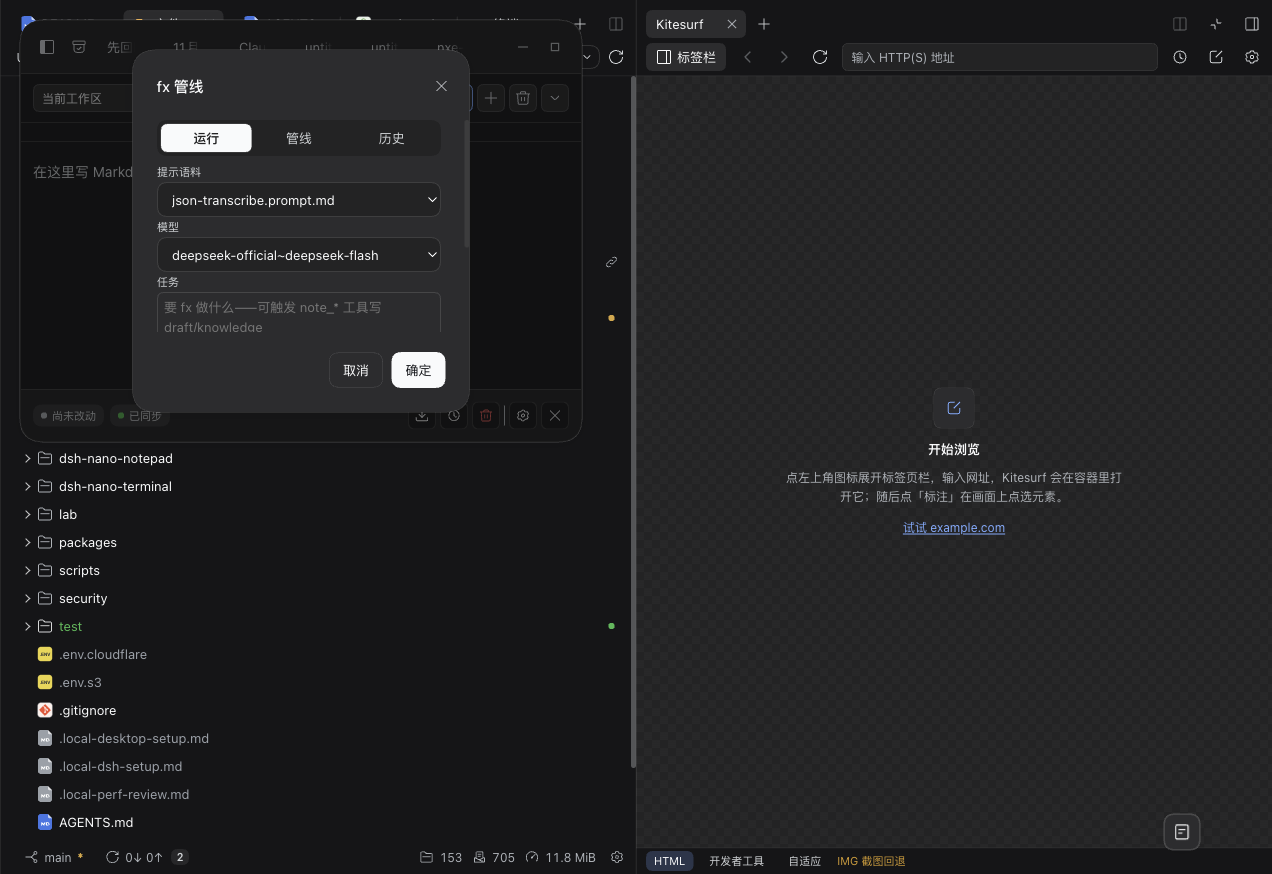 Kitesurf
标签栏
输入 HTTP(S) 地址
先回
11月
Clau
unti
unti
当前工作区
在这里写 Markd
fx 管线
运行
管线
历史
提示语料
json-transcribe.prompt.md
模型
deepseek-official~deepseek-flash
任务
要 fx 做什么——可触发 note_* 工具写
draft/knowledge
取消
确定
尚未改动
已同步
dsh-nano-notepad
dsh-nano-terminal
lab
packages
scripts
security
test
.env.cloudflare
.env.s3
.gitignore
.local-desktop-setup.md
.local-dsh-setup.md
.local-perf-review.md
AGENTS.md
main *
0↓ 0↑
2
153
705
11.8 MiB
开始浏览
点左上角图标展开标签页栏，输入网址，Kitesurf 会在容器里打
开它；随后点「标注」在画面上点选元素。
试试 example.com
HTML
开发者工具
自适应
IMG 截图回退